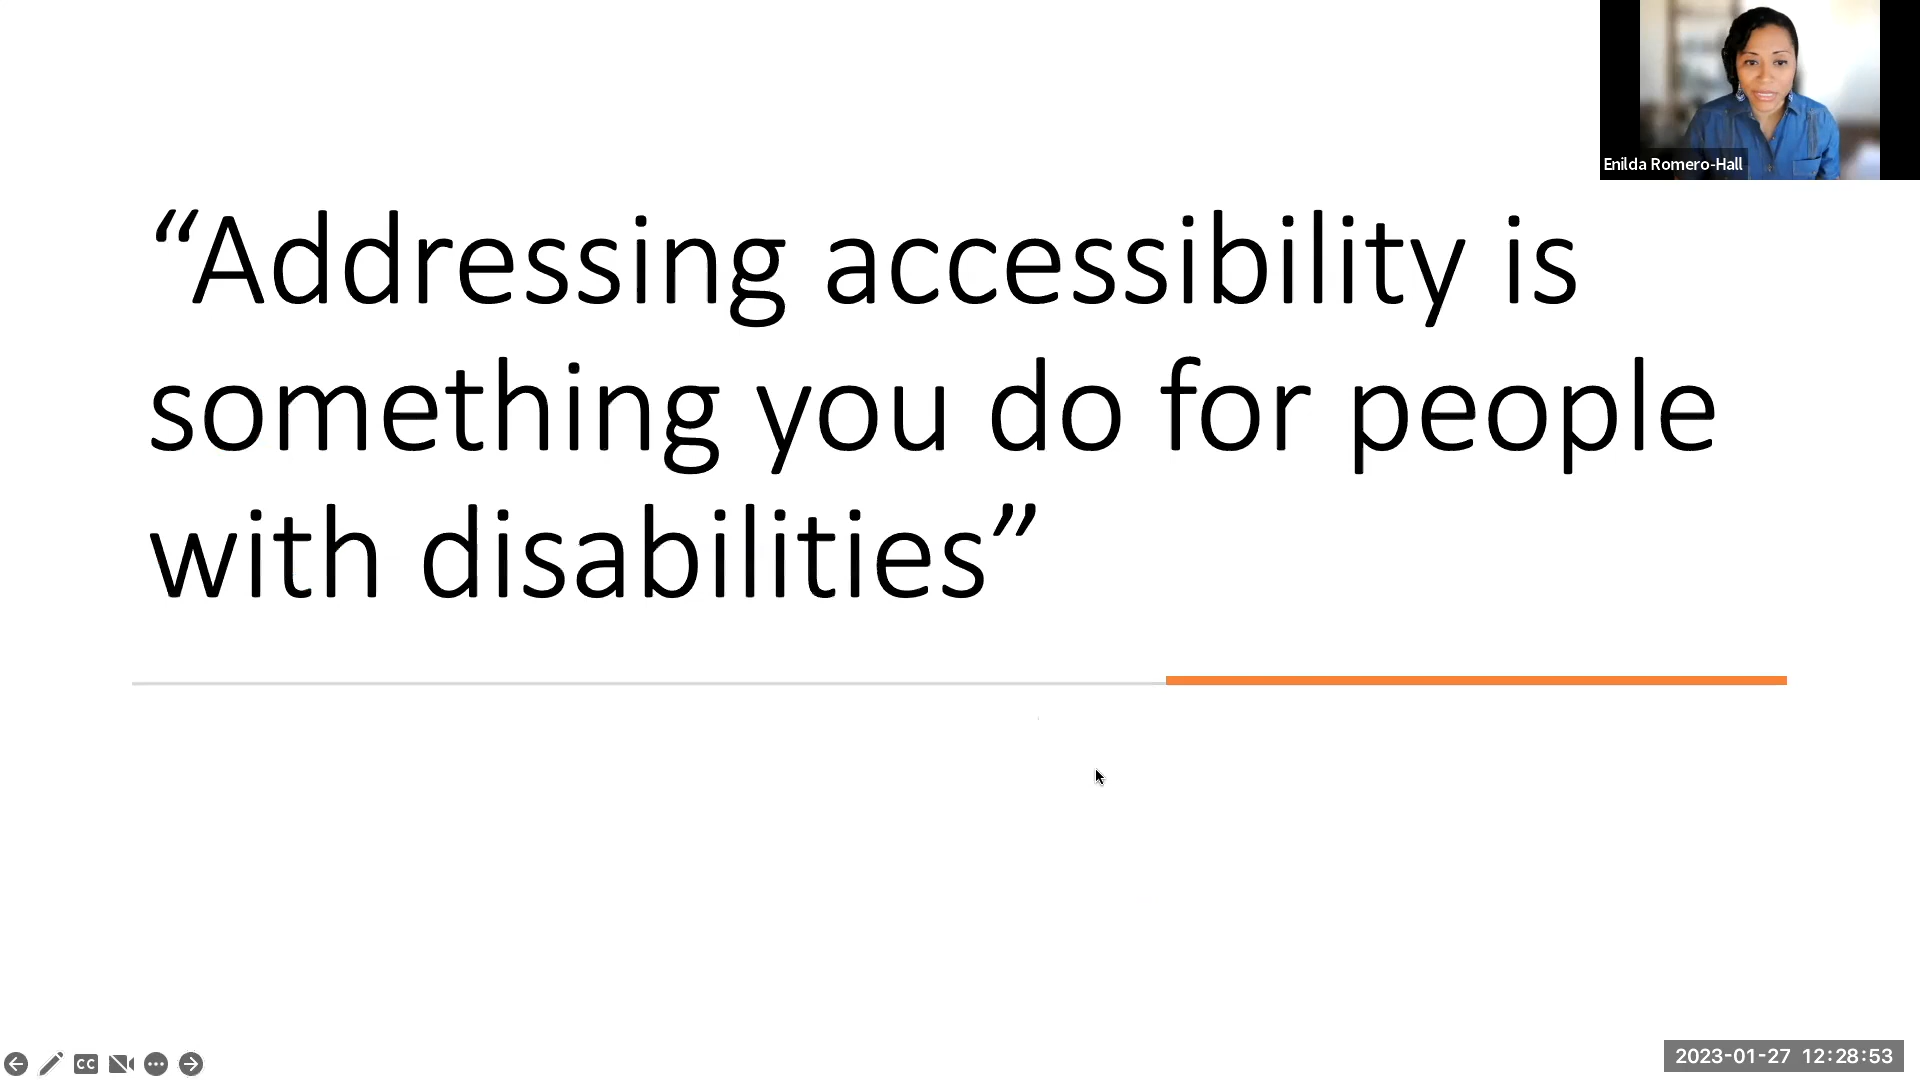 Enilda Romero-Hall
“Addressing accessibility is
something you do for people
with disabilities”
CC
2023-01-27 12:28:53